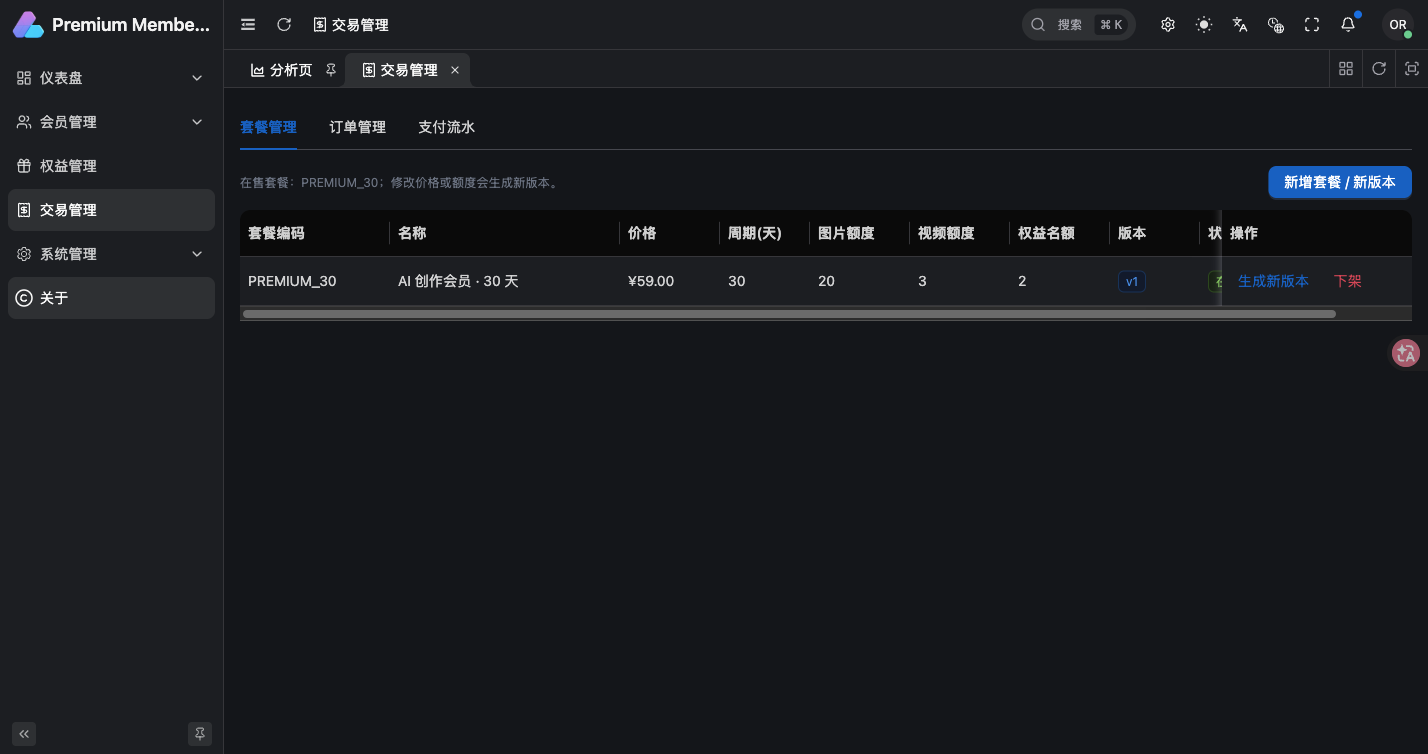 Premium Membe...
交易管理
搜索 ⌘ K
OR
仪表盘
会员管理
权益管理
交易管理
系统管理
关于
分析页
交易管理
套餐管理 订单管理 支付流水
在售套餐：PREMIUM_30；修改价格或额度会生成新版本。
新增套餐 / 新版本
套餐编码 名称 价格 周期(天) 图片额度 视频额度 权益名额 版本 状 操作
PREMIUM_30 AI 创作会员 · 30 天 ¥59.00 30 20 3 2 v1 生成新版本 下架